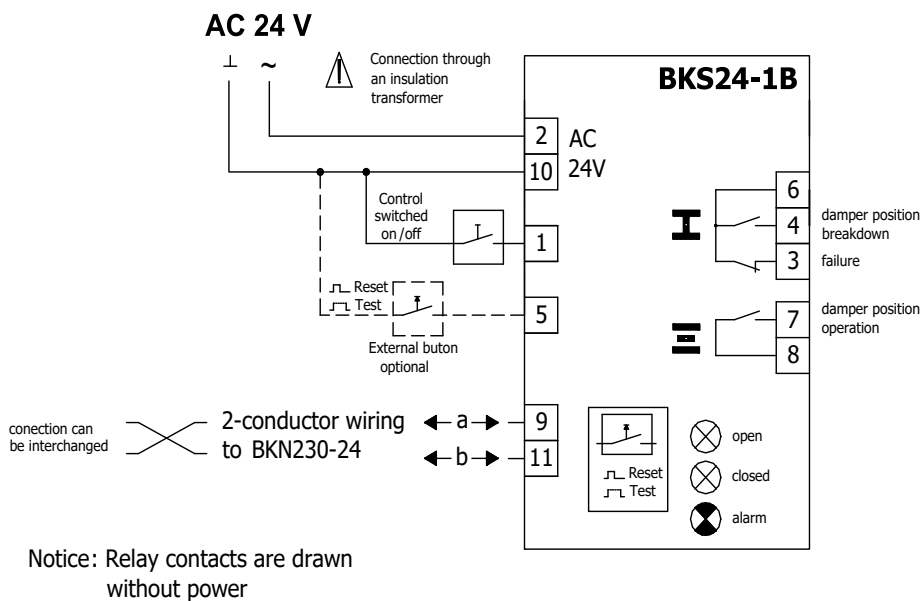 AC 24 V
⊥ ~
Connection through
an insulation
transformer
BKS24-1B
2
AC
10
24V
Control
switched
on/off
1
6
4
damper position
breakdown
3
failure
Reset
Test
5
External buton
optional
7
damper position
operation
8
conection can
be interchanged
2-conductor wiring
to BKN230-24
a
b
9
11
Reset
Test
open
closed
alarm
Notice: Relay contacts are drawn
without power